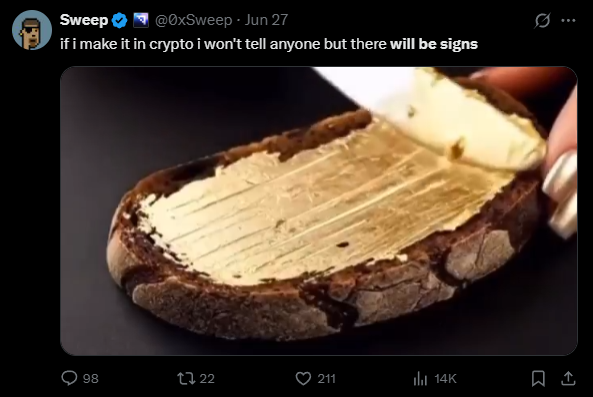 Sweep @0xSweep · Jun 27
if i make it in crypto i won't tell anyone but there will be signs
98 22 211 14K